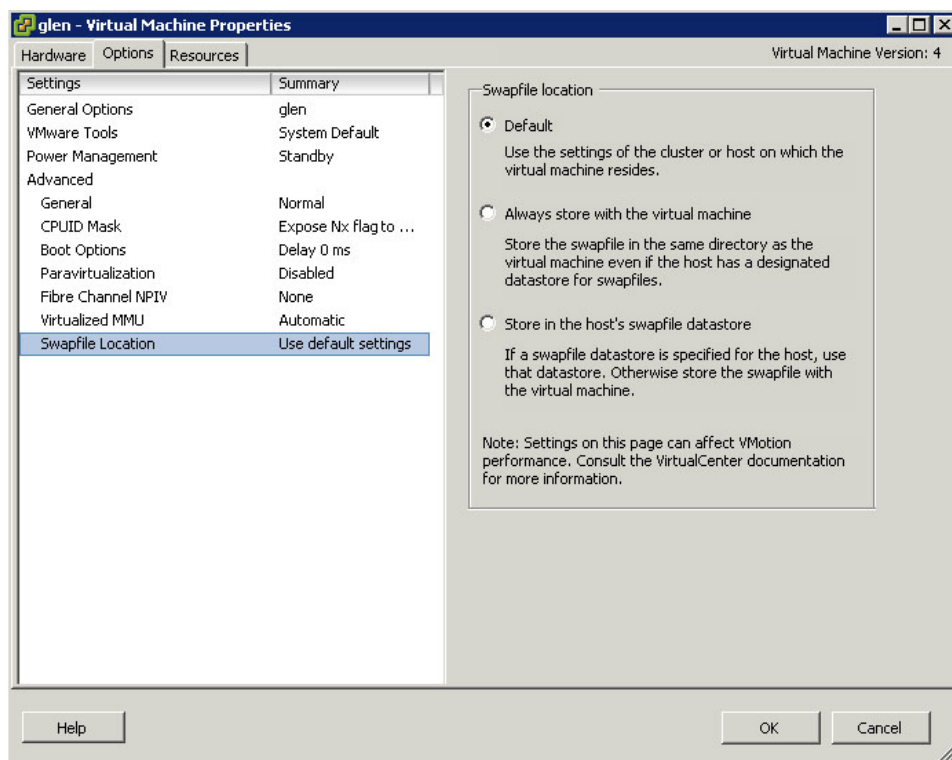 glen - Virtual Machine Properties
Hardware Options Resources Virtual Machine Version: 4
Settings Summary
General Options glen
VMware Tools System Default
Power Management Standby
Advanced
General Normal
CPUID Mask Expose Nx flag to ...
Boot Options Delay 0 ms
Paravirtualization Disabled
Fibre Channel NPIV None
Virtualized MMU Automatic
Swapfile Location Use default settings
Swapfile location
Default
Use the settings of the cluster or host on which the
virtual machine resides.
Always store with the virtual machine
Store the swapfile in the same directory as the
virtual machine even if the host has a designated
datastore for swapfiles.
Store in the host's swapfile datastore
If a swapfile datastore is specified for the host, use
that datastore. Otherwise store the swapfile with
the virtual machine.
Note: Settings on this page can affect VMotion
performance. Consult the VirtualCenter documentation
for more information.
Help OK Cancel